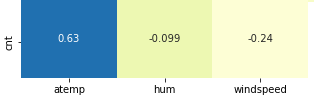 cnt
0.63 -0.099 -0.24
atemp hum windspeed